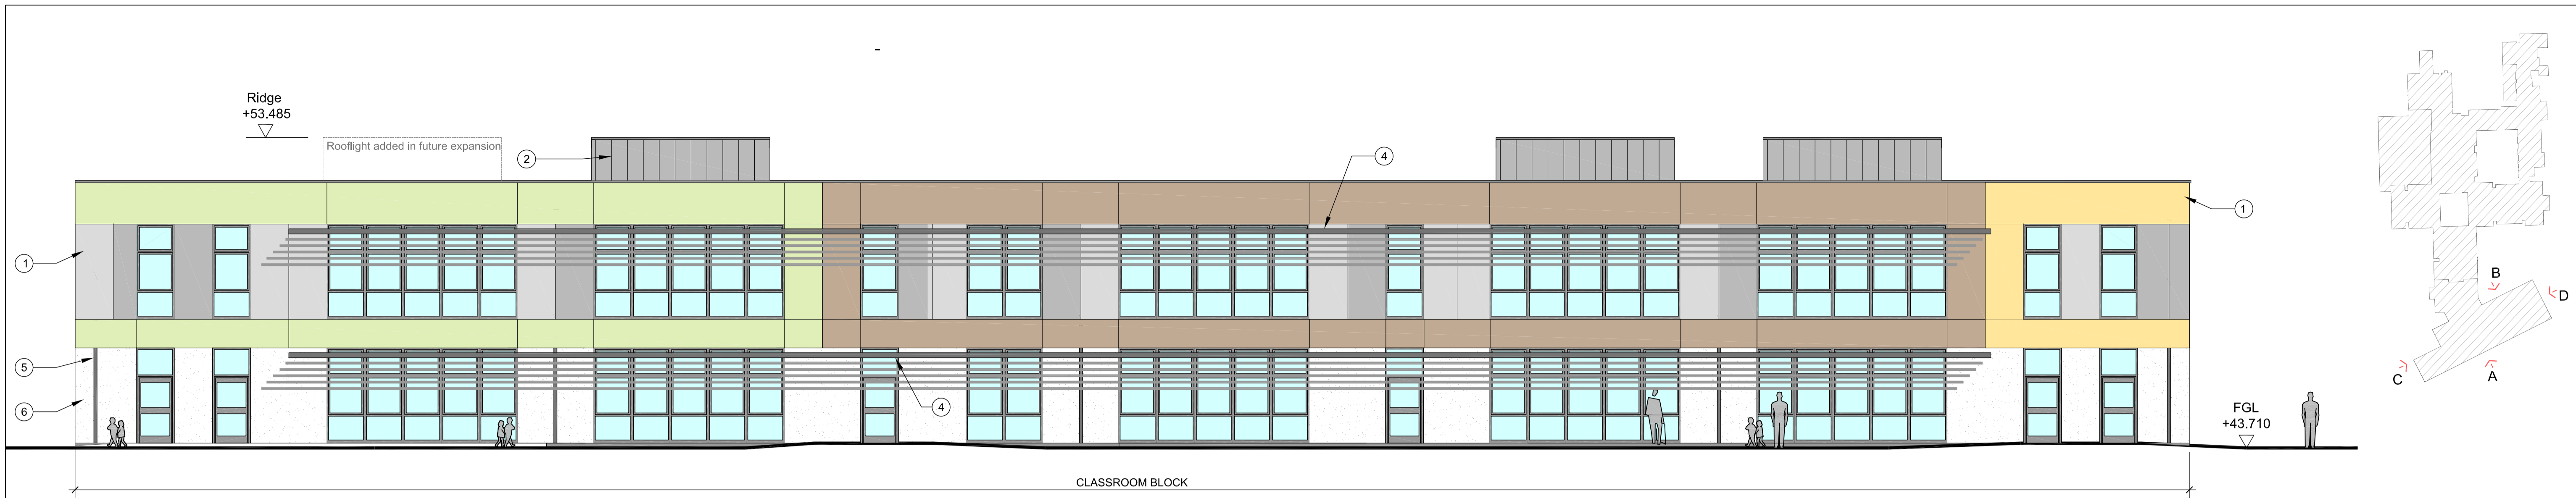 -
Ridge
+53.485
Rooflight added in future expansion
2
4
1
1
5
6
4
FGL
+43.710
CLASSROOM BLOCK
B
D
C
A